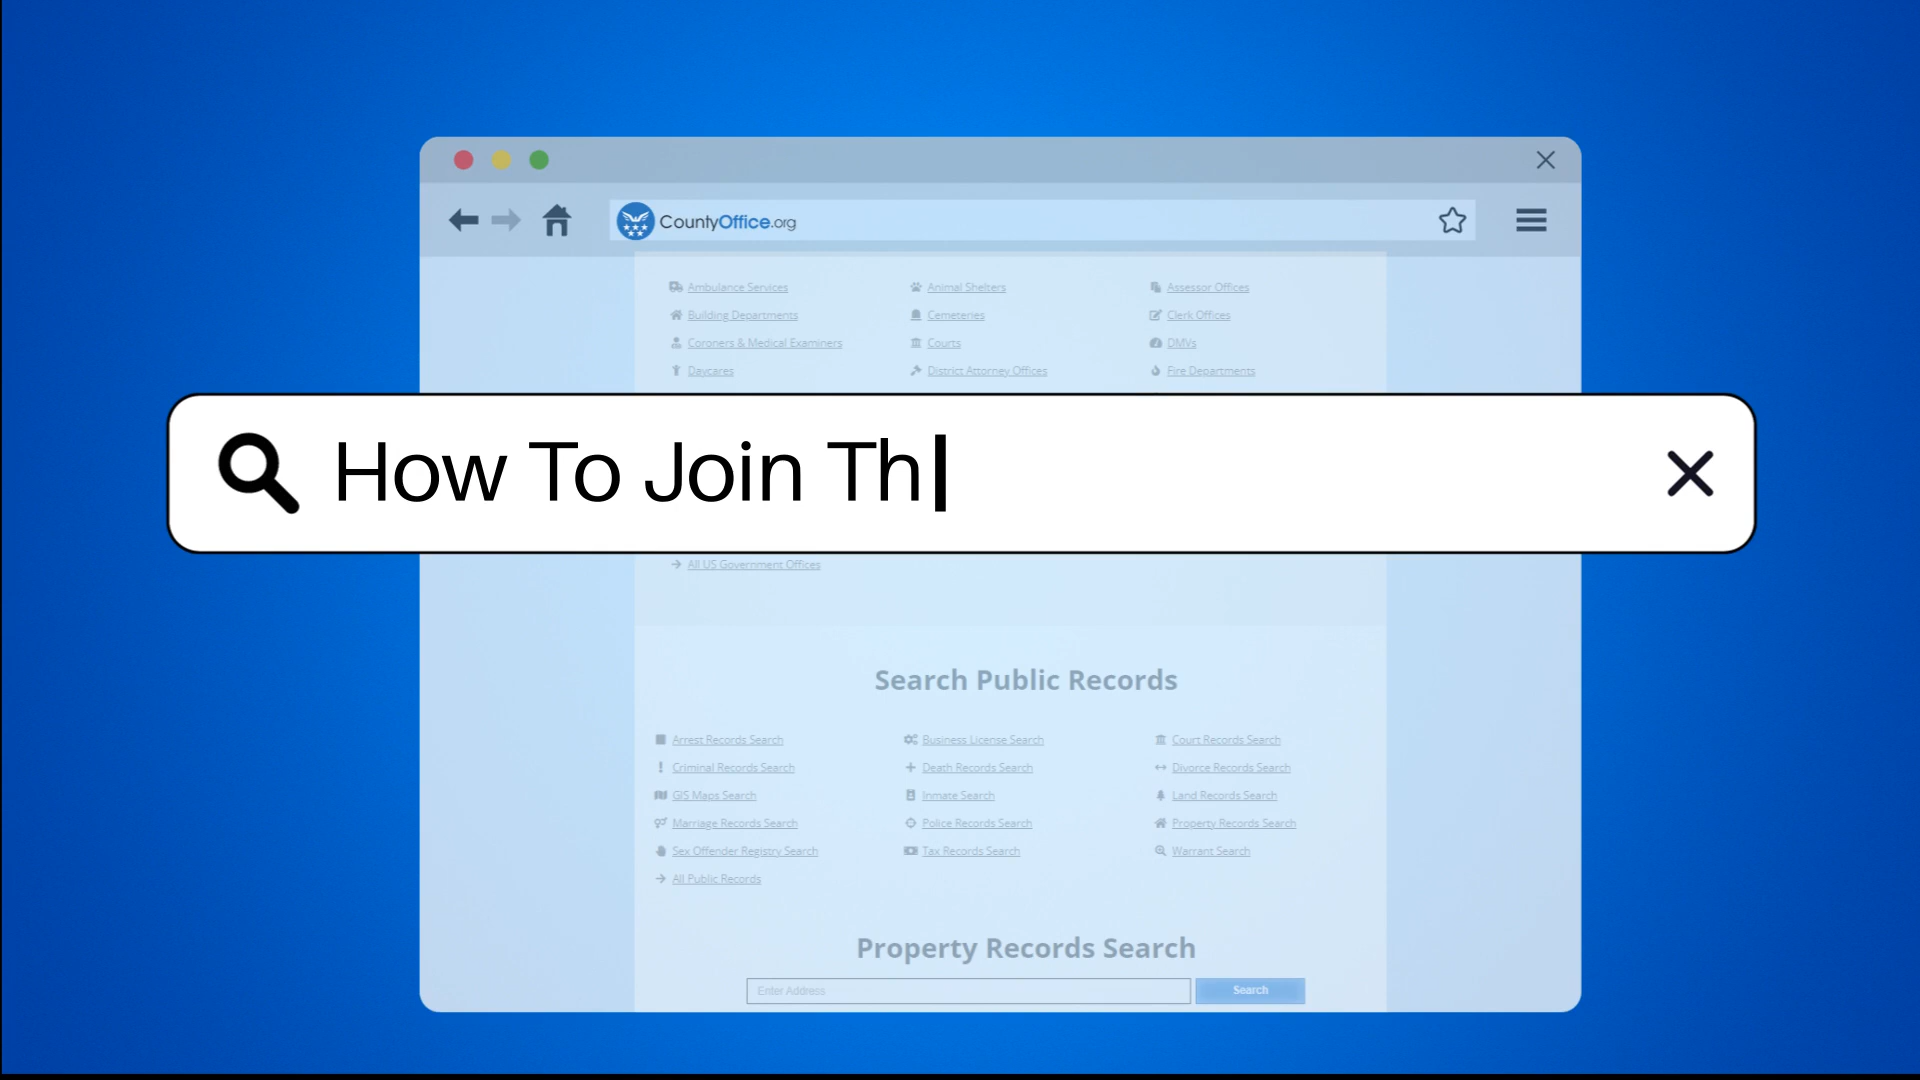 CountyOffice.org
Ambulance Services Animal Shelters Assessor Offices
Building Departments Cemeteries Clerk Offices
Coroners & Medical Examiners Courts DMVs
Daycares District Attorney Offices Fire Departments
How To Join Th
All US Government Offices
Search Public Records
Arrest Records Search Business License Search Court Records Search
Criminal Records Search Death Records Search Divorce Records Search
GIS Maps Search Inmate Search Land Records Search
Marriage Records Search Police Records Search Property Records Search
Sex Offender Registry Search Tax Records Search Warrant Search
All Public Records
Property Records Search
Enter Address Search